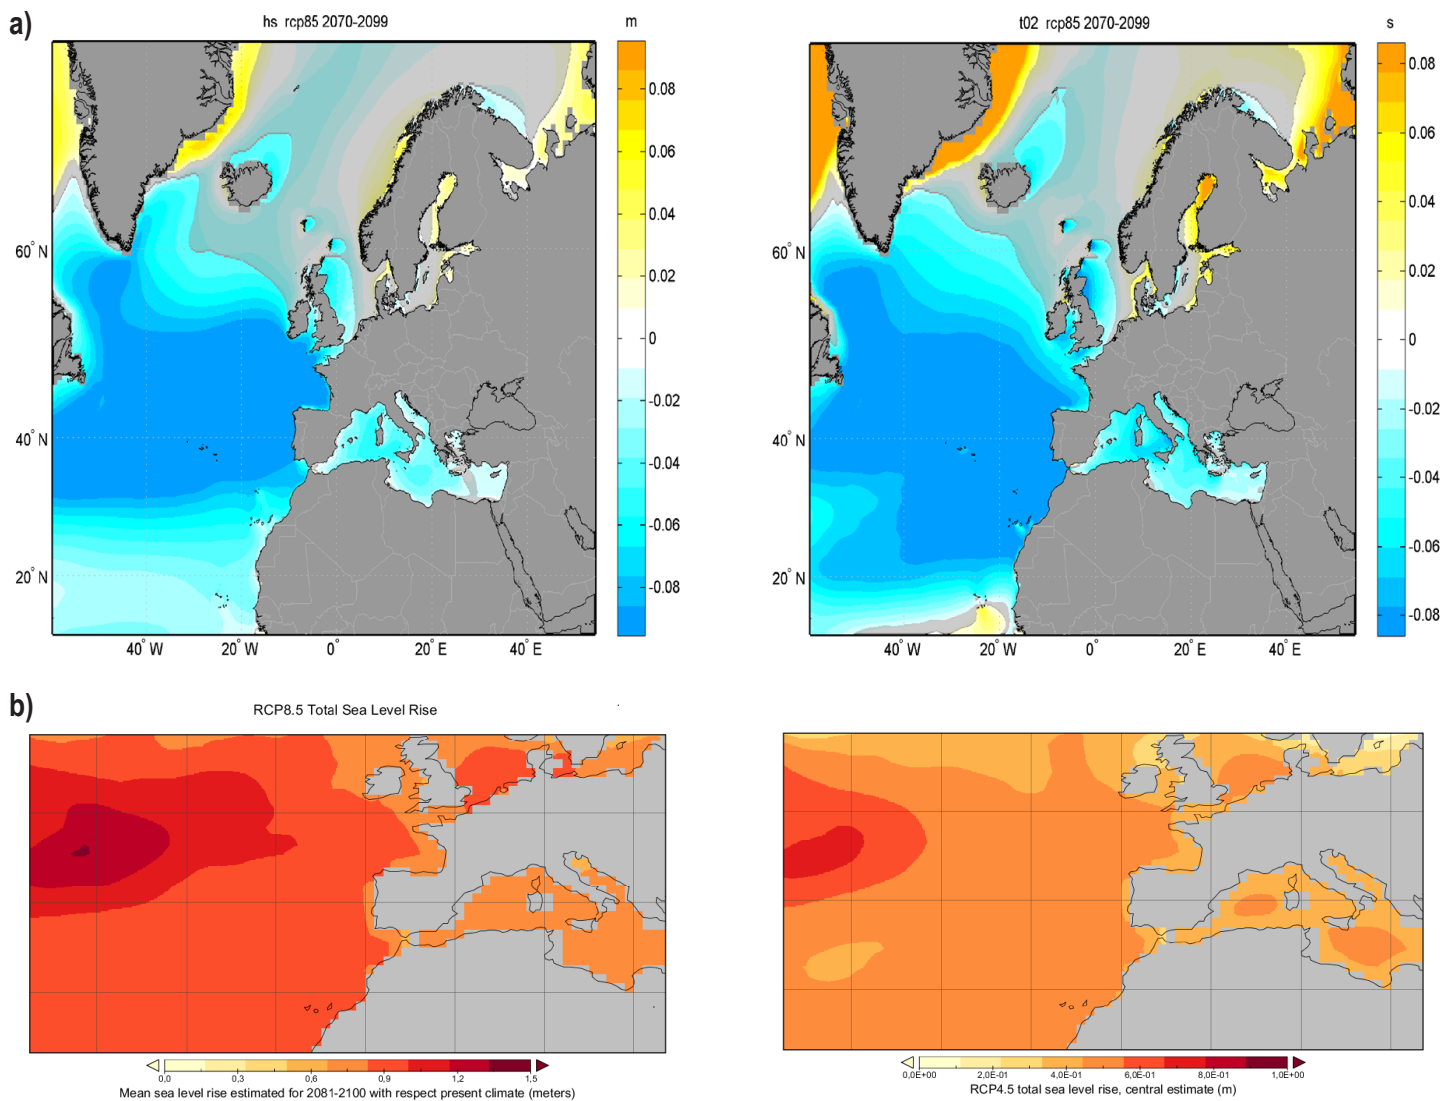 a)
hs rcp85 2070-2099
m
t02 rcp85 2070-2099
s
0.08
0.06
0.04
0.02
0
-0.02
-0.04
-0.06
-0.08
0.08
0.06
0.04
0.02
0
-0.02
-0.04
-0.06
-0.08
60° N
40° N
20° N
40° W
20° W
0°
20° E
40° E
60° N
40° N
20° N
40° W
20° W
0°
20° E
40° E
b)
RCP8.5 Total Sea Level Rise
0,0
0,3
0,6
0,9
1,2
1,5
Mean sea level rise estimated for 2081-2100 with respect present climate (meters)
0,0E+00
2,0E-01
4,0E-01
6,0E-01
8,0E-01
1,0E+00
RCP4.5 total sea level rise, central estimate (m)